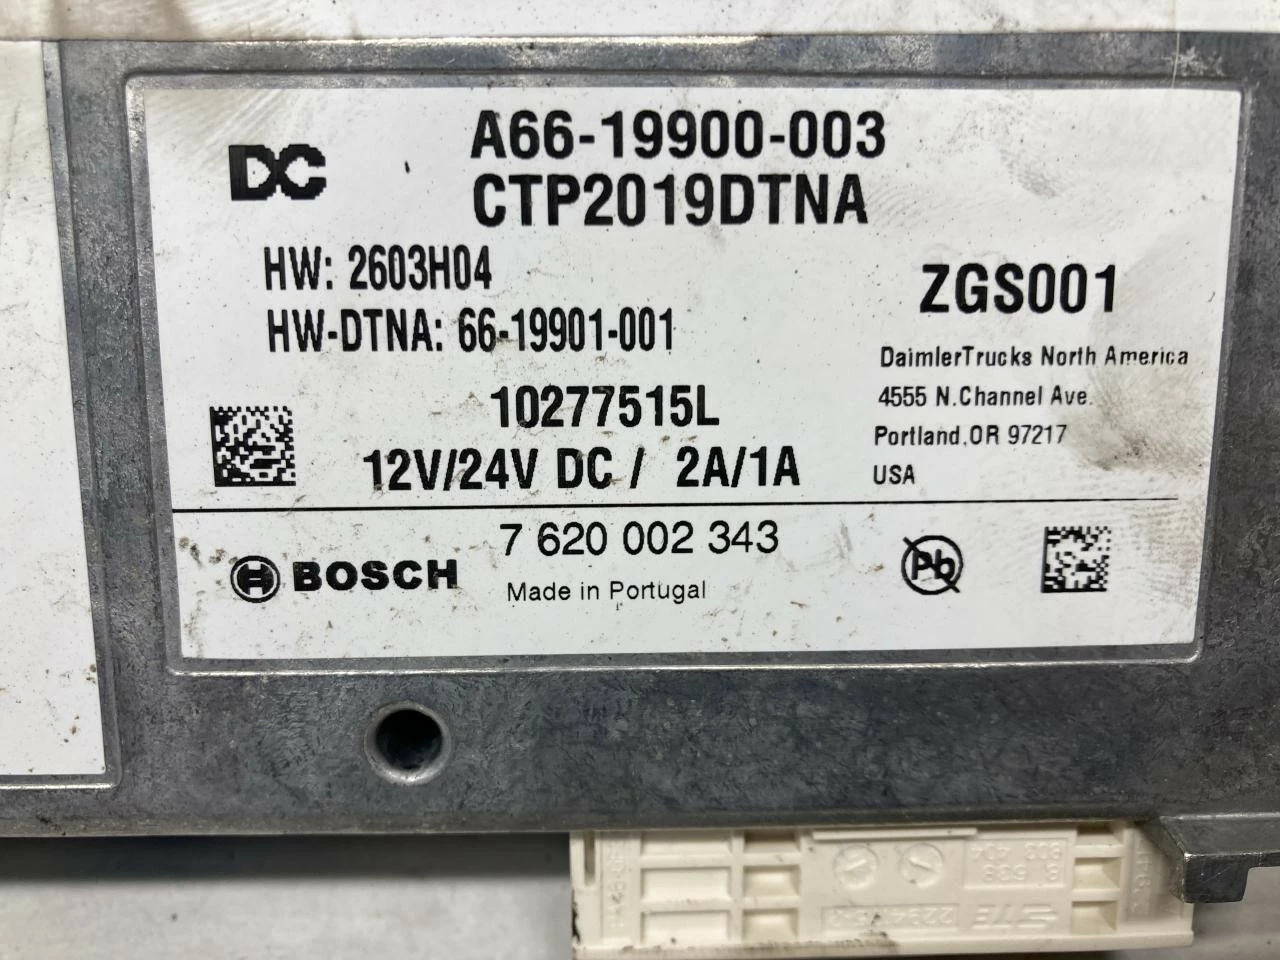 DC
A66-19900-003
CTP2019DTNA
HW: 2603H04
HW-DTNA: 66-19901-001
ZGS001
DaimlerTrucks North America
4555 N.Channel Ave.
Portland,OR 97217
USA
10277515L
12V/24V DC / 2A/1A
BOSCH
7 620 002 343
Made in Portugal
Pb